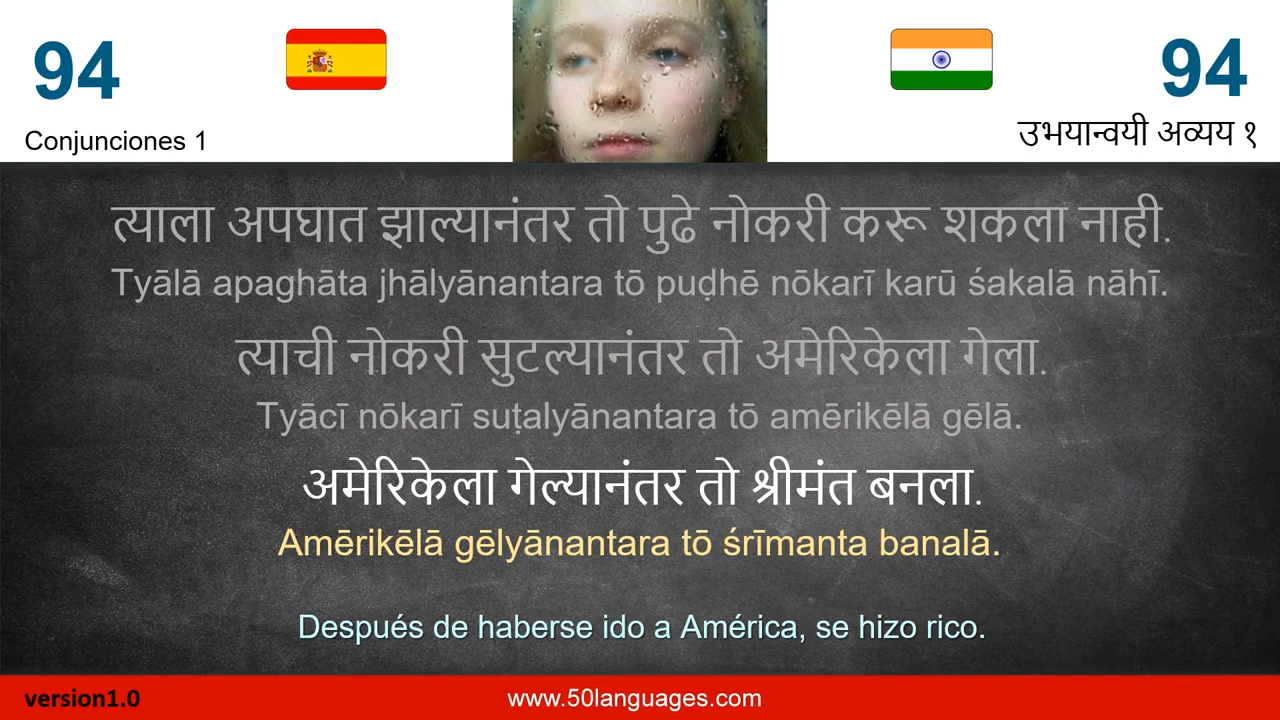 94
94
Conjunciones 1
उभयान्वयी अव्यय १
त्याला अपघात झाल्यानंतर तो पुढे नोकरी करू शकला नाही.
Tyālā apaghāta jhālyānantara tō puḍhē nōkarī karū śakalā nāhī.
त्याची नोकरी सुटल्यानंतर तो अमेरिकेला गेला.
Tyācī nōkarī suṭalyānantara tō amērikēlā gēlā.
अमेरिकेला गेल्यानंतर तो श्रीमंत बनला.
Amērikēlā gēlyānantara tō śrīmanta banalā.
Después de haberse ido a América, se hizo rico.
version1.0
www.50languages.com